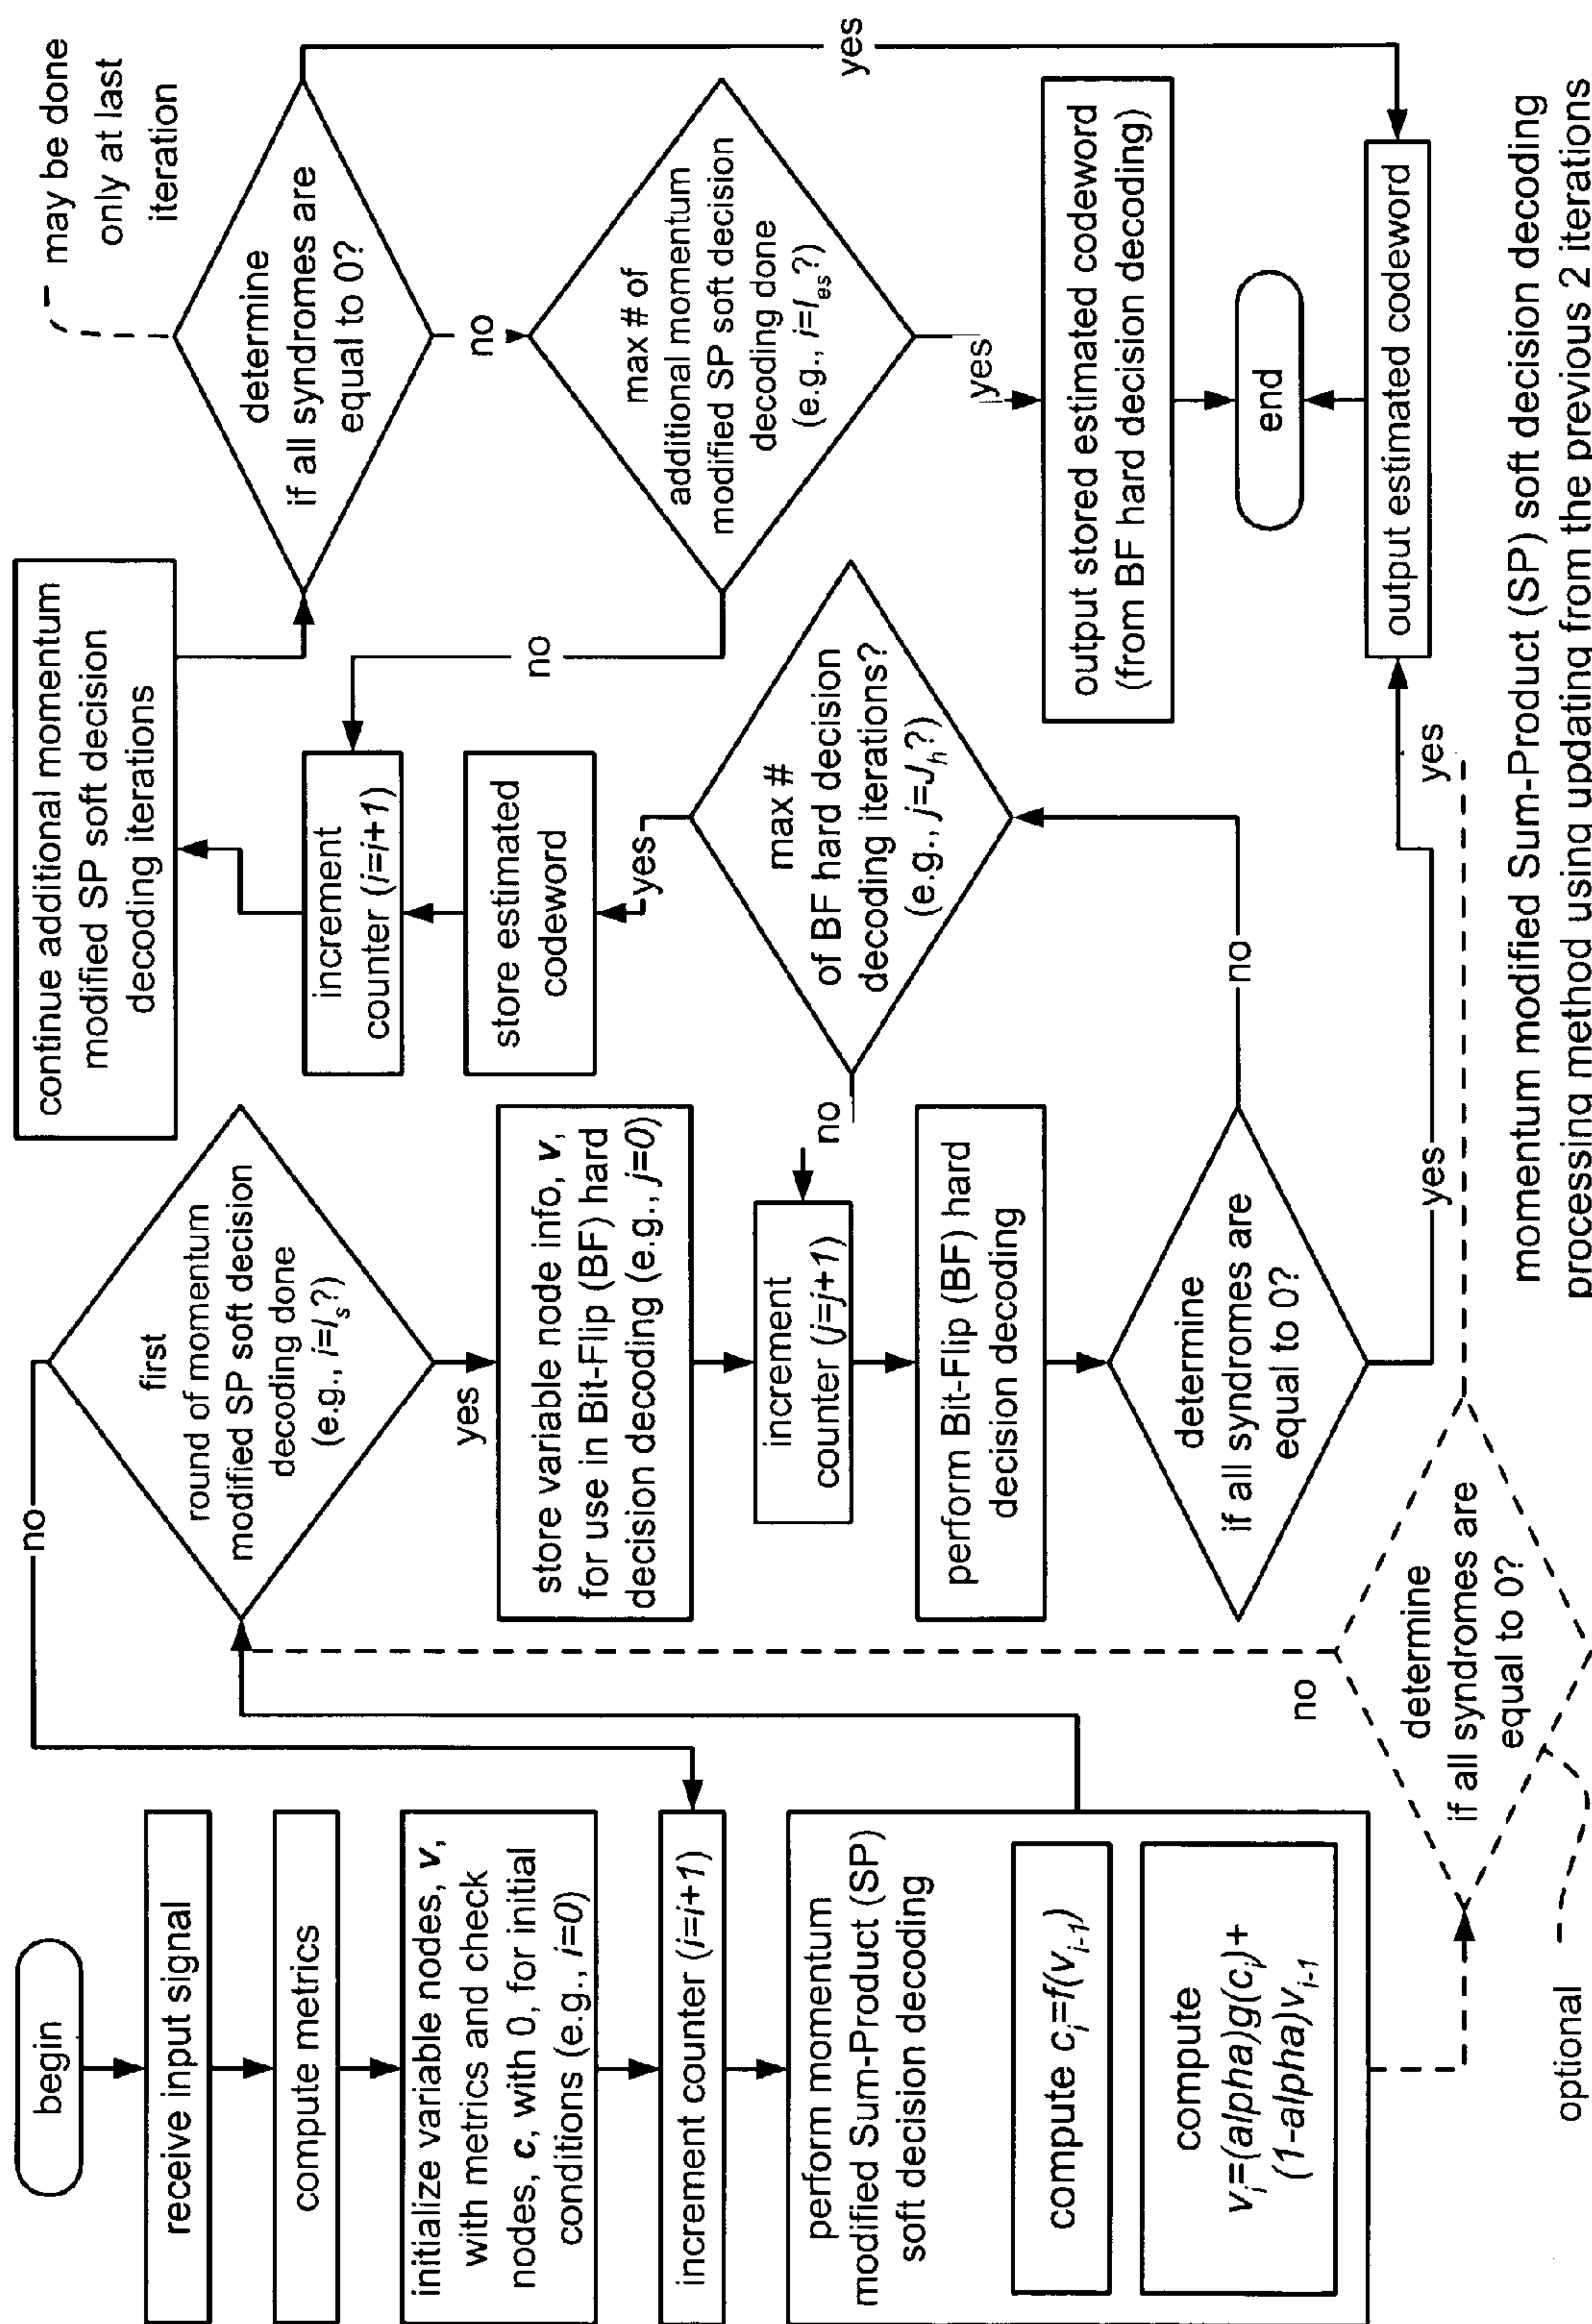 begin
receive input signal
compute metrics
initialize variable nodes, v,
with metrics and check
nodes, c, with 0, for initial
conditions (e.g., i=0)
increment counter (i=i+1)
perform momentum
modified Sum-Product (SP)
soft decision decoding
compute c_i=f(v_{i-1})
compute
v_i=(alpha)g(c_i)+
(1-alpha)v_{i-1}
optional
determine
if all syndromes are
equal to 0?
no
yes
no
first
round of momentum
modified SP soft decision
decoding done
(e.g., i=I_s?)
yes
store variable node info, v,
for use in Bit-Flip (BF) hard
decision decoding (e.g., j=0)
increment
counter (j=j+1)
perform Bit-Flip (BF) hard
decision decoding
determine
if all syndromes are
equal to 0?
yes
no
max #
of BF hard decision
decoding iterations?
(e.g., j=J_h?)
no
yes
store estimated
codeword
increment
counter (i=i+1)
continue additional momentum
modified SP soft decision
decoding iterations
may be done
only at last
iteration
determine
if all syndromes are
equal to 0?
yes
no
max # of
additional momentum
modified SP soft decision
decoding done
(e.g., i=I_es?)
no
yes
output stored estimated codeword
(from BF hard decision decoding)
end
output estimated codeword
momentum modified Sum-Product (SP) soft decision decoding
processing method using updating from the previous 2 iterations